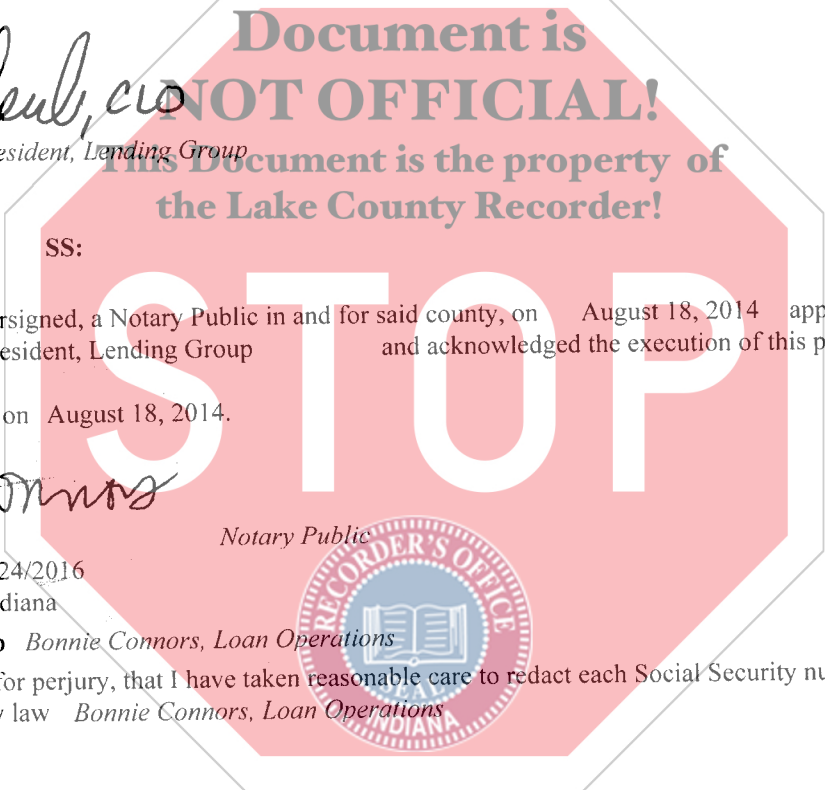 Document is
NOT OFFICIAL!
, CLO
esident, Lending Group
This Document is the property of
the Lake County Recorder!
SS:
rsigned, a Notary Public in and for said county, on August 18, 2014 app
esident, Lending Group and acknowledged the execution of this p
on August 18, 2014.
STOP
onnors
Notary Public
24/2016
diana
Bonnie Connors, Loan Operations
for perjury, that I have taken reasonable care to redact each Social Security nu
law Bonnie Connors, Loan Operations
RECORDER'S OFFICE
SEAL
INDIANA